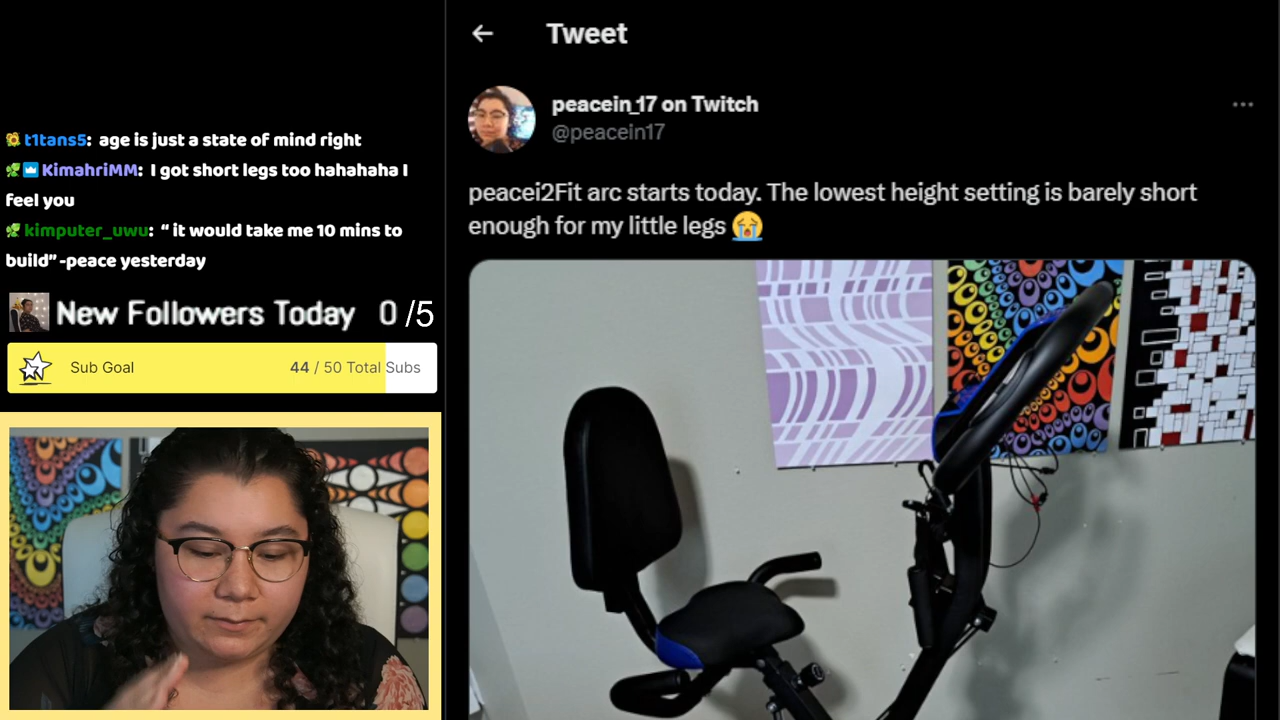 t1tans5: age is just a state of mind right
KimahriMM: I got short legs too hahahaha I
feel you
kimputer_uwu: “ it would take me 10 mins to
build” -peace yesterday
New Followers Today 0 /5
Sub Goal 44 / 50 Total Subs
Tweet
peacein_17 on Twitch
@peacein17
peacei2Fit arc starts today. The lowest height setting is barely short
enough for my little legs 😭